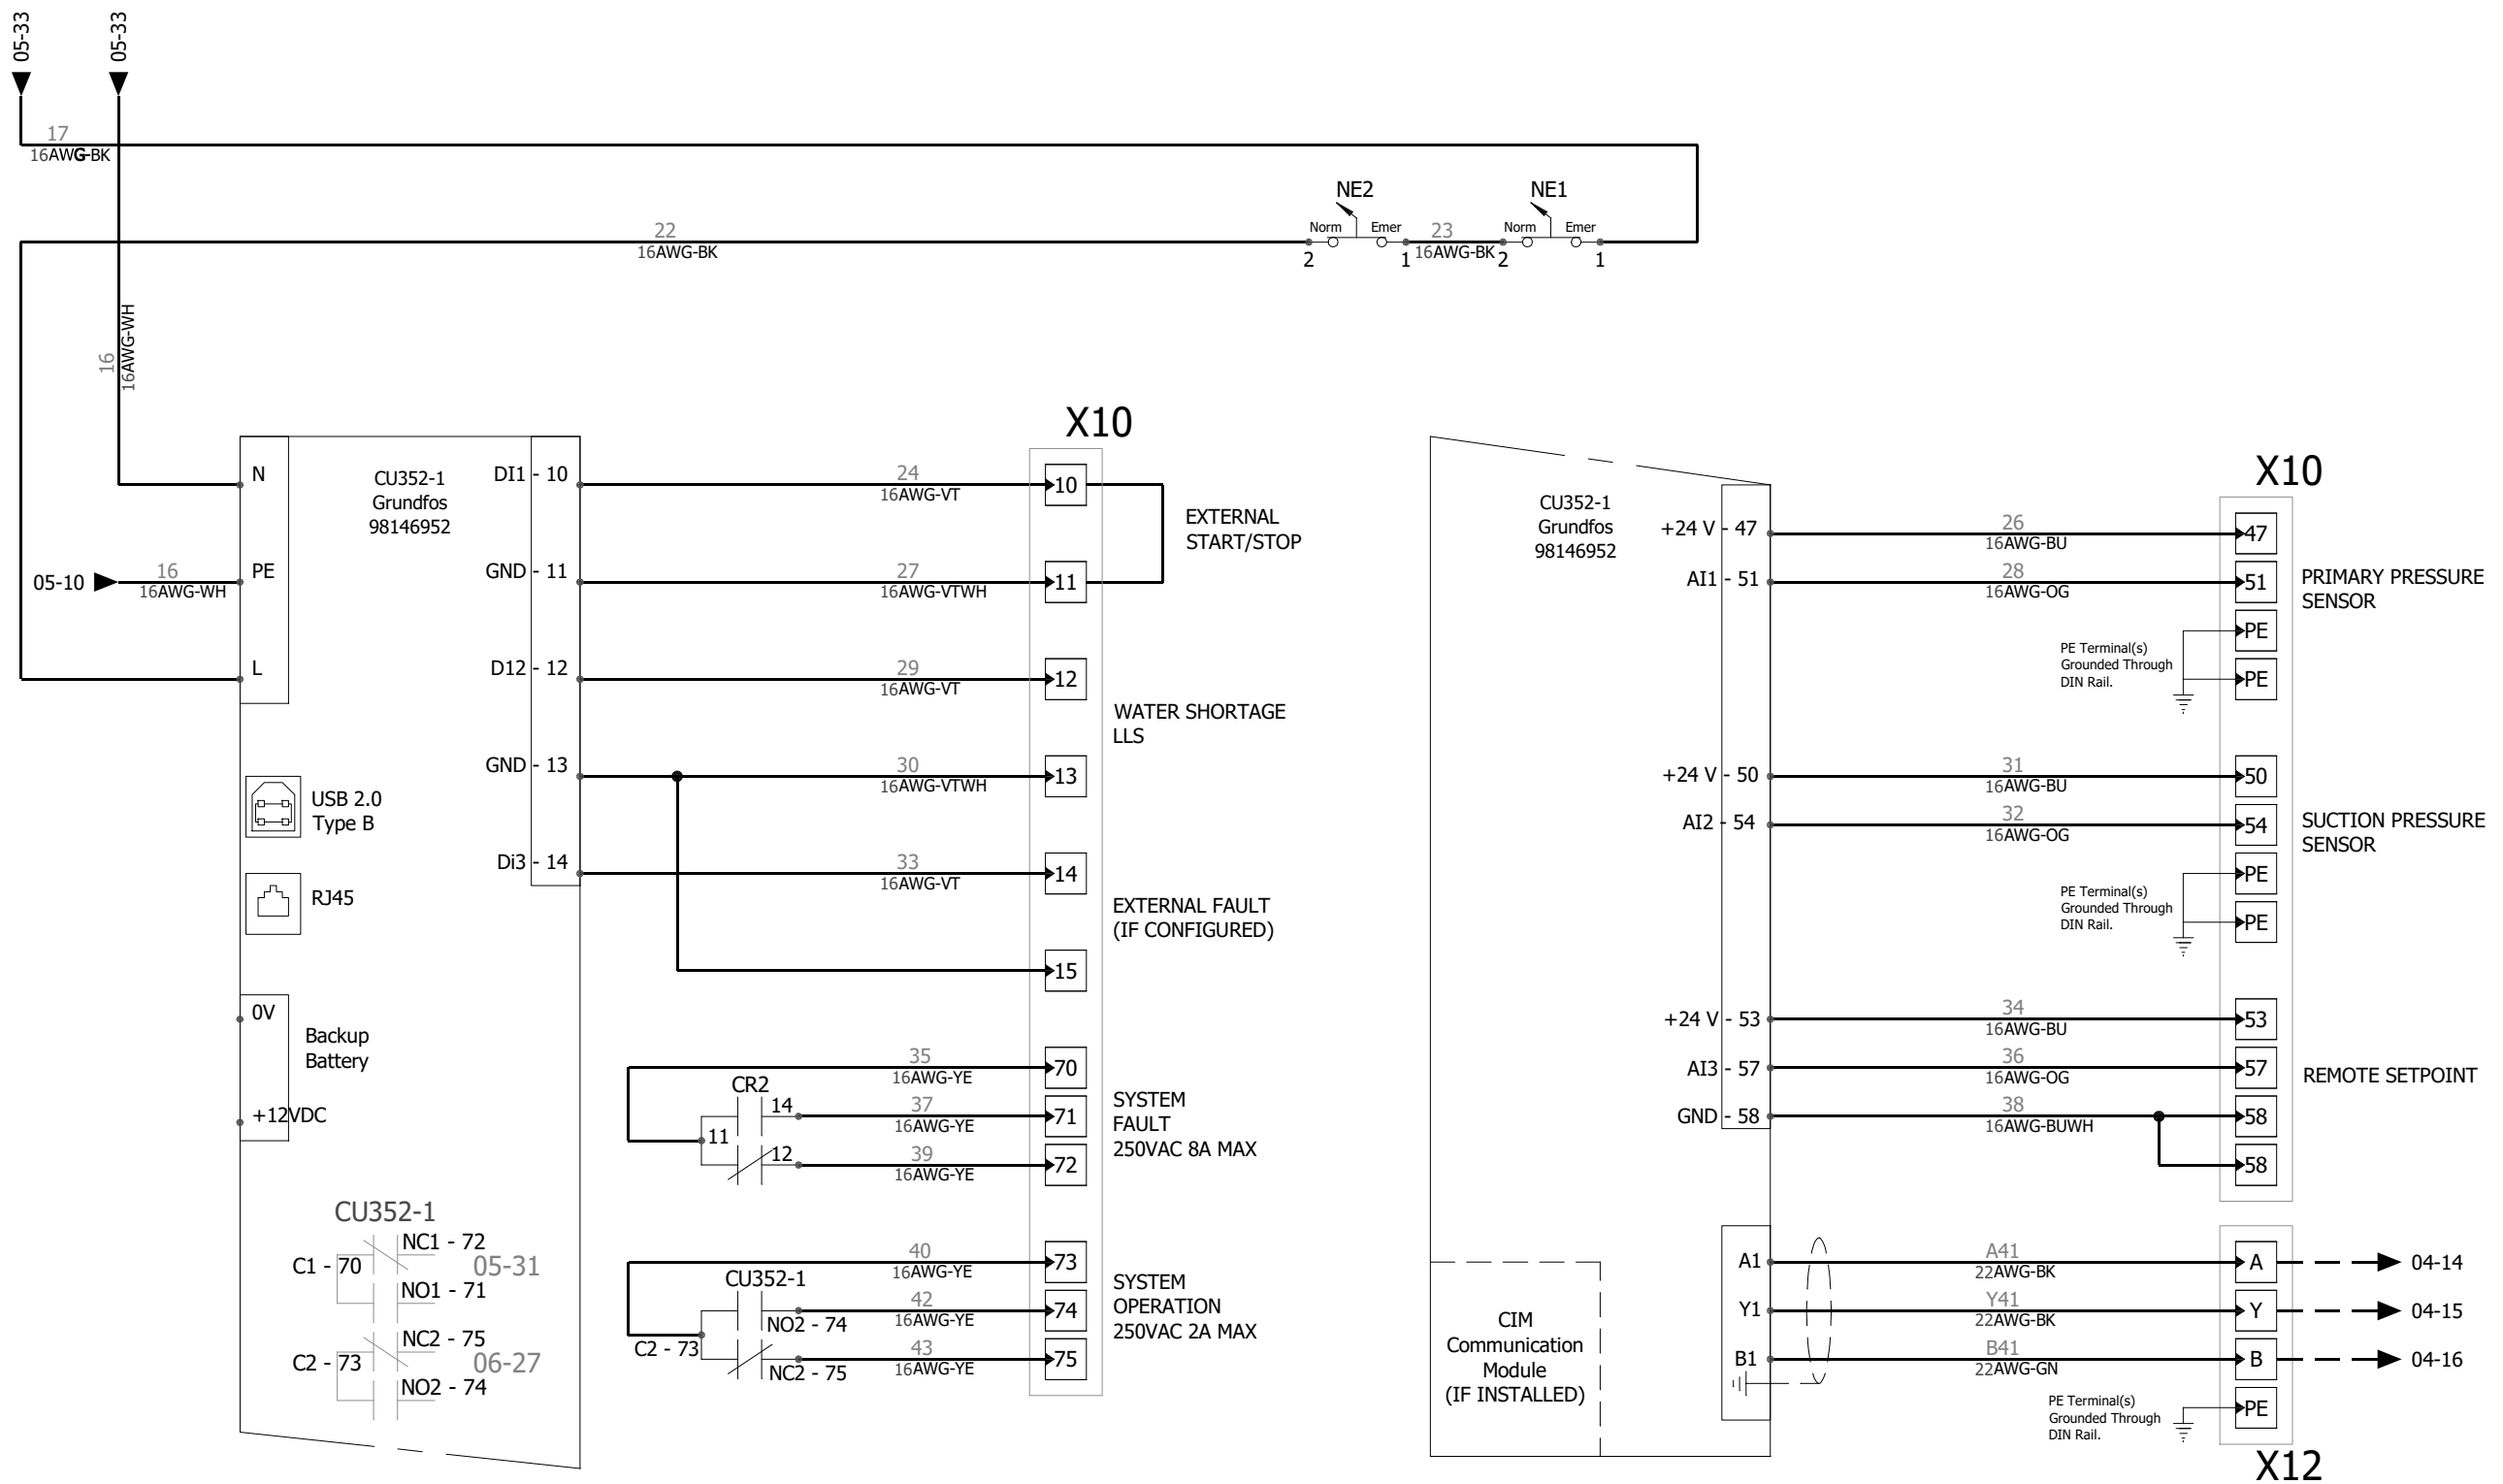 05-33
05-33
17
16AWG-BK
NE2
NE1
Norm
Emer
Norm
Emer
22
16AWG-BK
23
16AWG-BK
2
1
2
1
16
16AWG-WH
X10
N
CU352-1
Grundfos
98146952
DI1 - 10
24
16AWG-VT
10
EXTERNAL
START/STOP
05-10
16
16AWG-WH
PE
GND - 11
27
16AWG-VTWH
11
L
D12 - 12
29
16AWG-VT
12
WATER SHORTAGE
LLS
USB 2.0
Type B
GND - 13
30
16AWG-VTWH
13
RJ45
Di3 - 14
33
16AWG-VT
14
EXTERNAL FAULT
(IF CONFIGURED)
15
0V
Backup
Battery
+12VDC
35
16AWG-YE
70
CR2
14
37
16AWG-YE
71
11
12
39
16AWG-YE
72
SYSTEM
FAULT
250VAC 8A MAX
CU352-1
NC1 - 72
C1 - 70
05-31
NO1 - 71
NC2 - 75
C2 - 73
06-27
NO2 - 74
40
16AWG-YE
73
CU352-1
42
16AWG-YE
74
NO2 - 74
C2 - 73
43
16AWG-YE
75
NC2 - 75
SYSTEM
OPERATION
250VAC 2A MAX
X10
CU352-1
Grundfos
98146952
+24 V - 47
26
16AWG-BU
47
AI1 - 51
28
16AWG-OG
51
PRIMARY PRESSURE
SENSOR
PE
PE Terminal(s)
Grounded Through
DIN Rail.
PE
+24 V - 50
31
16AWG-BU
50
AI2 - 54
32
16AWG-OG
54
SUCTION PRESSURE
SENSOR
PE
PE Terminal(s)
Grounded Through
DIN Rail.
PE
+24 V - 53
34
16AWG-BU
53
AI3 - 57
36
16AWG-OG
57
REMOTE SETPOINT
GND - 58
38
16AWG-BUWH
58
58
A1
A41
22AWG-BK
A
04-14
Y1
Y41
22AWG-BK
Y
04-15
B1
B41
22AWG-GN
B
04-16
CIM
Communication
Module
(IF INSTALLED)
PE Terminal(s)
Grounded Through
DIN Rail.
PE
X12